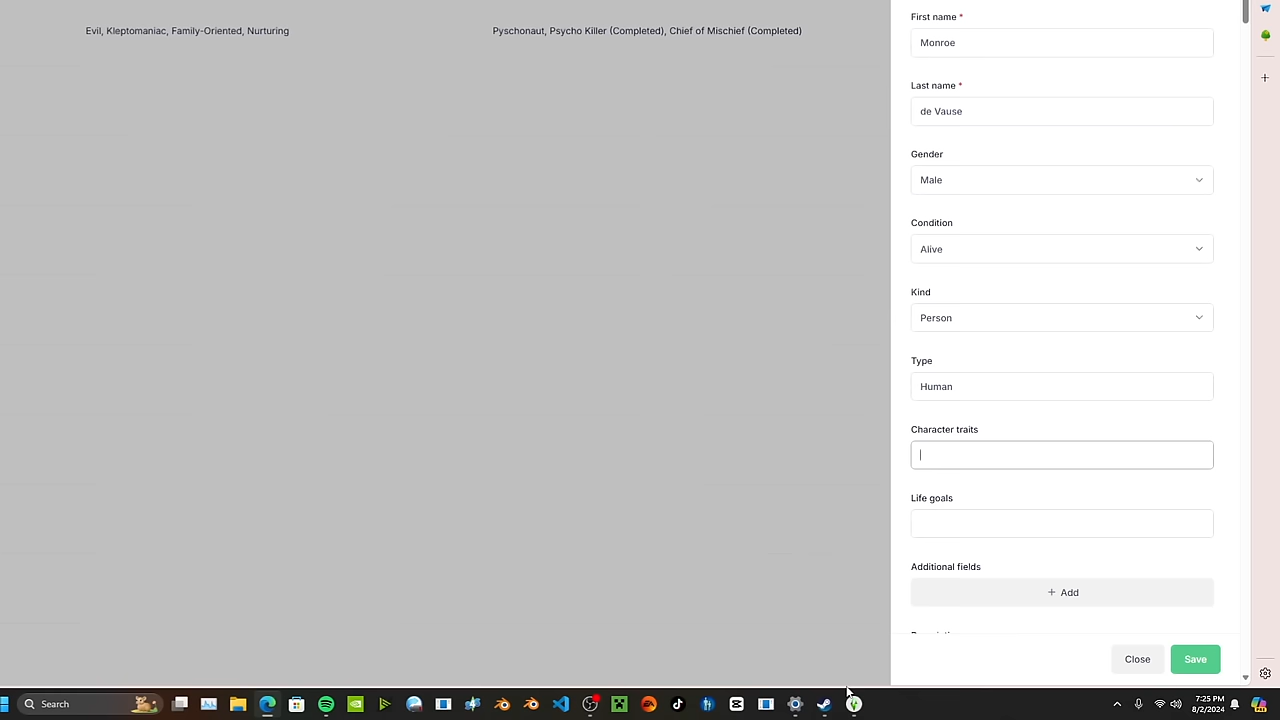 Evil, Kleptomaniac, Family-Oriented, Nurturing
Pyschonaut, Psycho Killer (Completed), Chief of Mischief (Completed)
First name *
Monroe
Last name *
de Vause
Gender
Male
Condition
Alive
Kind
Person
Type
Human
Character traits
Life goals
Additional fields
+ Add
Close
Save
Search
7:25 PM
8/2/2024